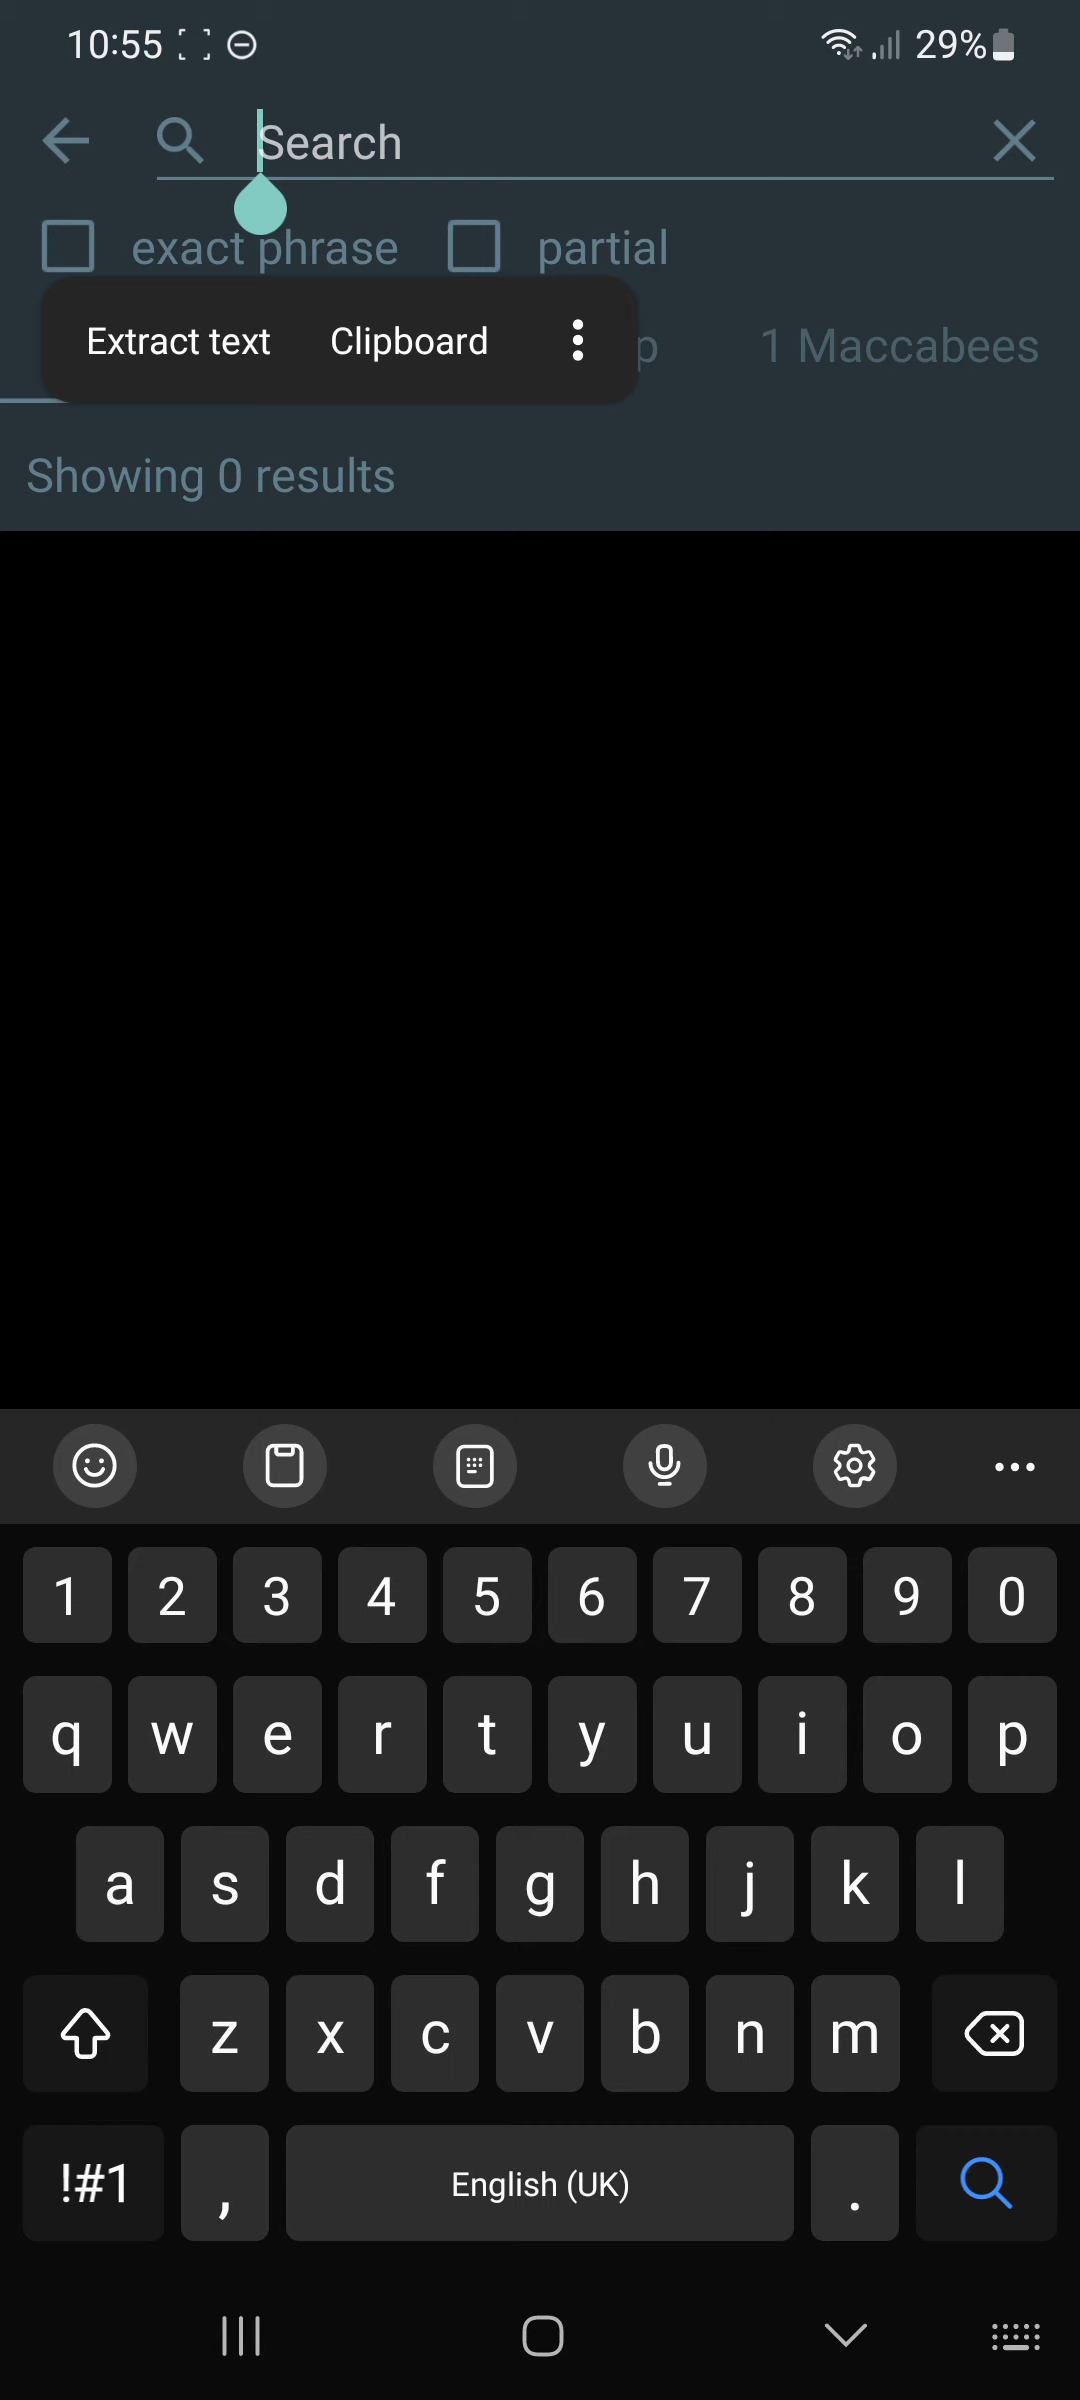 10:55 29%
Search
exact phrase partial
Extract text Clipboard p 1 Maccabees
Showing 0 results
1 2 3 4 5 6 7 8 9 0
q w e r t y u i o p
a s d f g h j k l
z x c v b n m
!#1 , English (UK) .